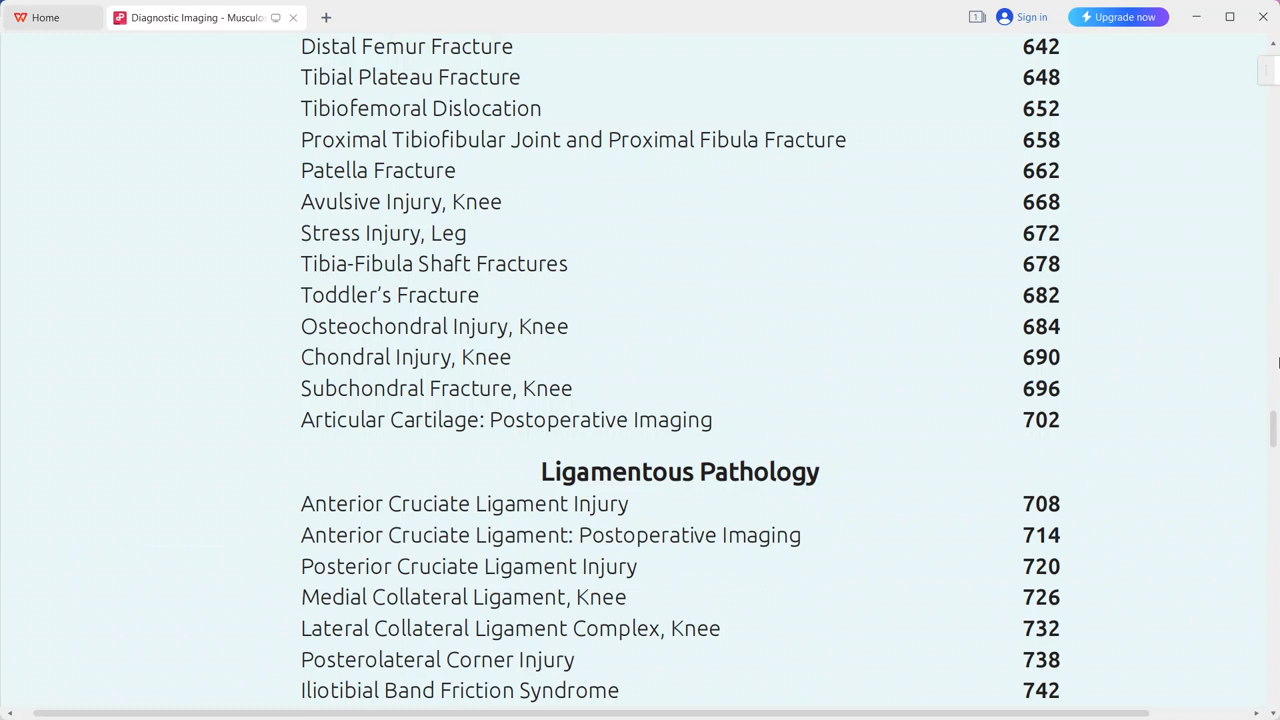 Home
Diagnostic Imaging - Musculos
1
Sign in
Upgrade now
Distal Femur Fracture 642
Tibial Plateau Fracture 648
Tibiofemoral Dislocation 652
Proximal Tibiofibular Joint and Proximal Fibula Fracture 658
Patella Fracture 662
Avulsive Injury, Knee 668
Stress Injury, Leg 672
Tibia-Fibula Shaft Fractures 678
Toddler’s Fracture 682
Osteochondral Injury, Knee 684
Chondral Injury, Knee 690
Subchondral Fracture, Knee 696
Articular Cartilage: Postoperative Imaging 702
Ligamentous Pathology
Anterior Cruciate Ligament Injury 708
Anterior Cruciate Ligament: Postoperative Imaging 714
Posterior Cruciate Ligament Injury 720
Medial Collateral Ligament, Knee 726
Lateral Collateral Ligament Complex, Knee 732
Posterolateral Corner Injury 738
Iliotibial Band Friction Syndrome 742